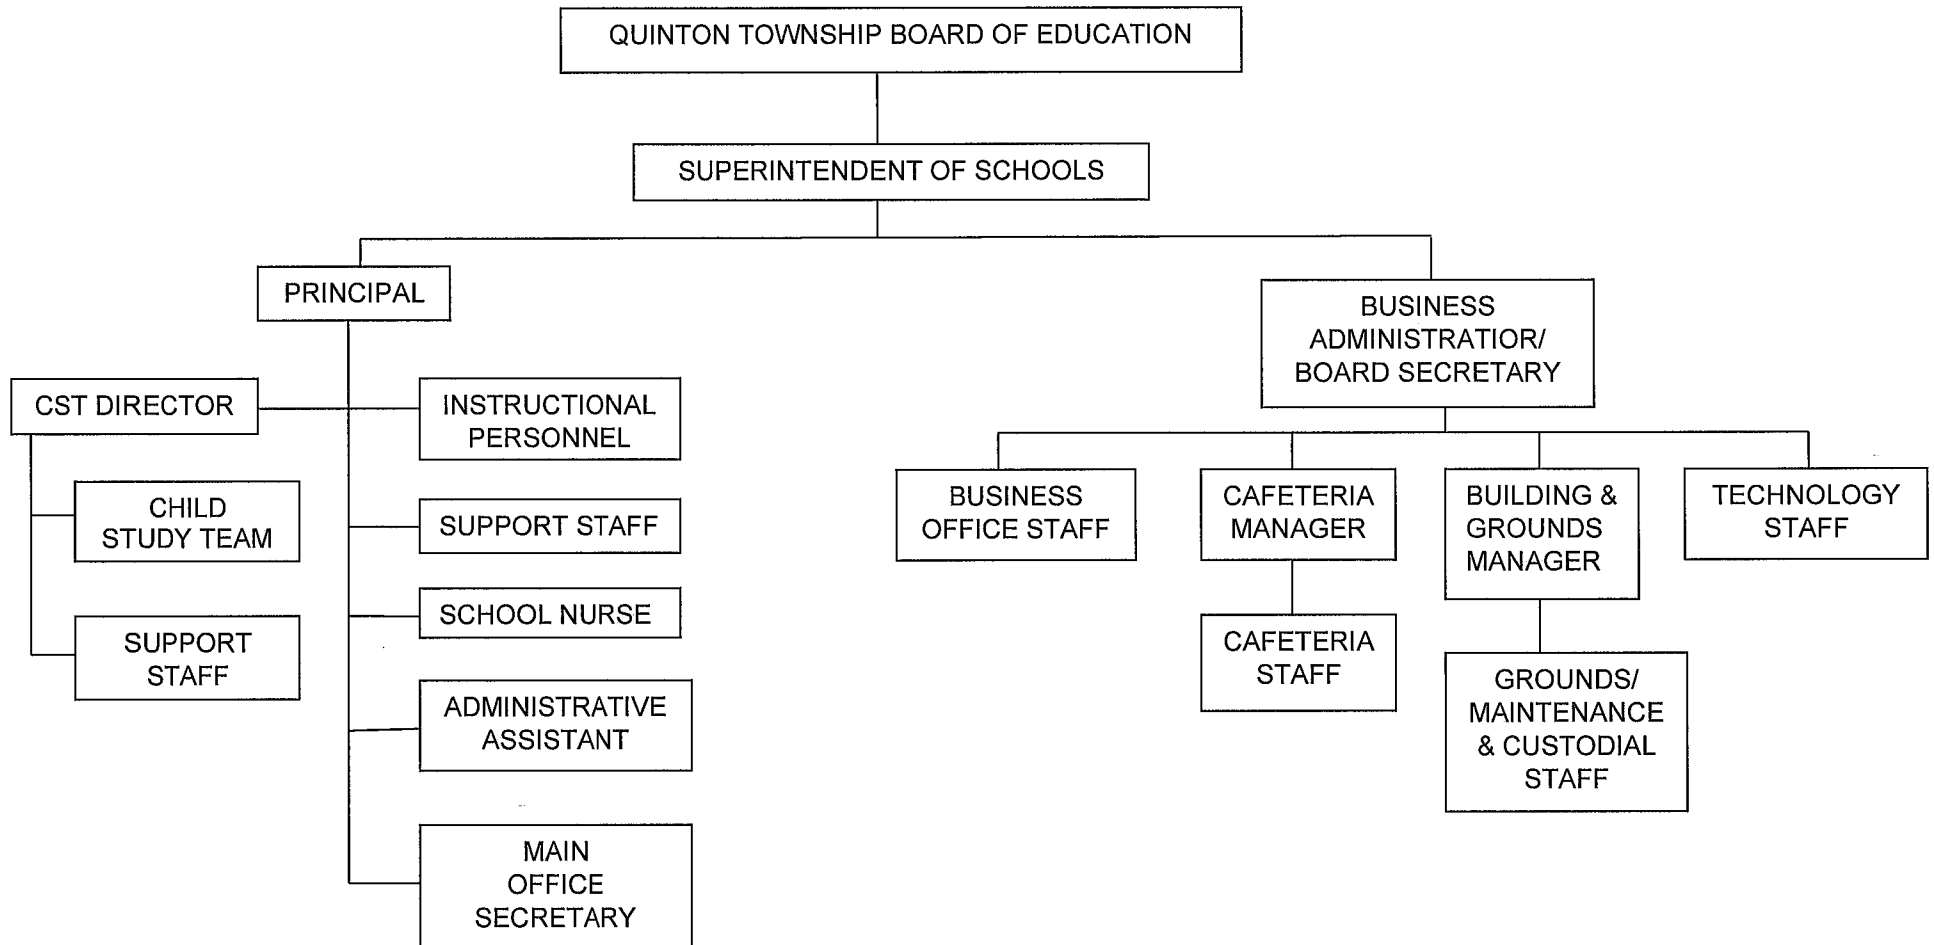 QUINTON TOWNSHIP BOARD OF EDUCATION
SUPERINTENDENT OF SCHOOLS
PRINCIPAL
BUSINESS
ADMINISTRATIOR/
BOARD SECRETARY
CST DIRECTOR
INSTRUCTIONAL
PERSONNEL
CHILD
STUDY TEAM
SUPPORT STAFF
SCHOOL NURSE
SUPPORT
STAFF
ADMINISTRATIVE
ASSISTANT
MAIN
OFFICE
SECRETARY
BUSINESS
OFFICE STAFF
CAFETERIA
MANAGER
BUILDING &
GROUNDS
MANAGER
TECHNOLOGY
STAFF
CAFETERIA
STAFF
GROUNDS/
MAINTENANCE
& CUSTODIAL
STAFF